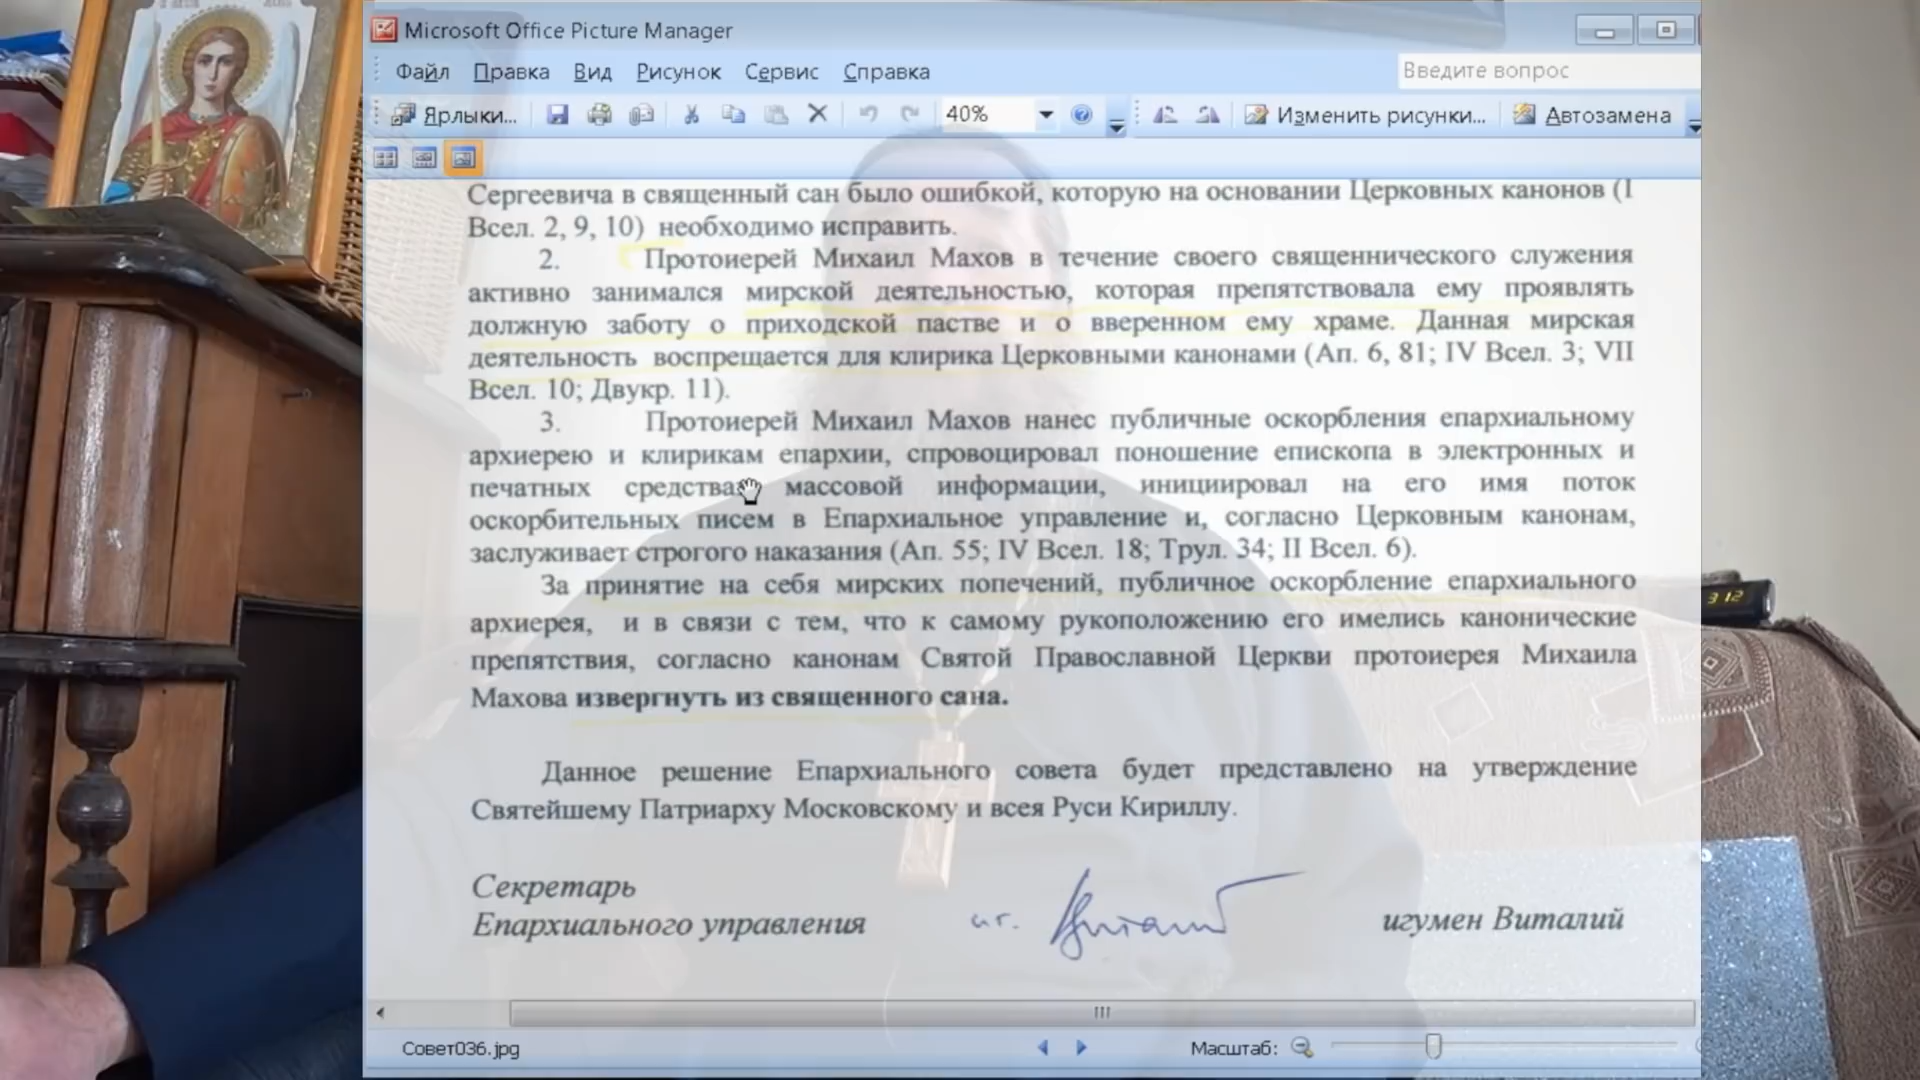 Microsoft Office Picture Manager
Файл Правка Вид Рисунок Сервис Справка
Введите вопрос
Ярлыки... 40% Изменить рисунки... Автозамена
Сергеевича в священный сан было ошибкой, которую на основании Церковных канонов (I
Всел. 2, 9, 10) необходимо исправить.
2. Протоиерей Михаил Махов в течение своего священнического служения
активно занимался мирской деятельностью, которая препятствовала ему проявлять
должную заботу о приходской пастве и о вверенном ему храме. Данная мирская
деятельность воспрещается для клирика Церковными канонами (Ап. 6, 81; IV Всел. 3; VII
Всел. 10; Двукр. 11).
3. Протоиерей Михаил Махов нанес публичные оскорбления епархиальному
архиерею и клирикам епархии, спровоцировал поношение епископа в электронных и
печатных средствах массовой информации, инициировал на его имя поток
оскорбительных писем в Епархиальное управление и, согласно Церковным канонам,
заслуживает строгого наказания (Ап. 55; IV Всел. 18; Трул. 34; II Всел. 6).
За принятие на себя мирских попечений, публичное оскорбление епархиального
архиерея, и в связи с тем, что к самому рукоположению его имелись канонические
препятствия, согласно канонам Святой Православной Церкви протоиерея Михаила
Махова извергнуть из священного сана.
Данное решение Епархиального совета будет представлено на утверждение
Святейшему Патриарху Московскому и всея Руси Кириллу.
Секретарь
Епархиального управления иг. Виталий игумен Виталий
Совет036.jpg Масштаб: